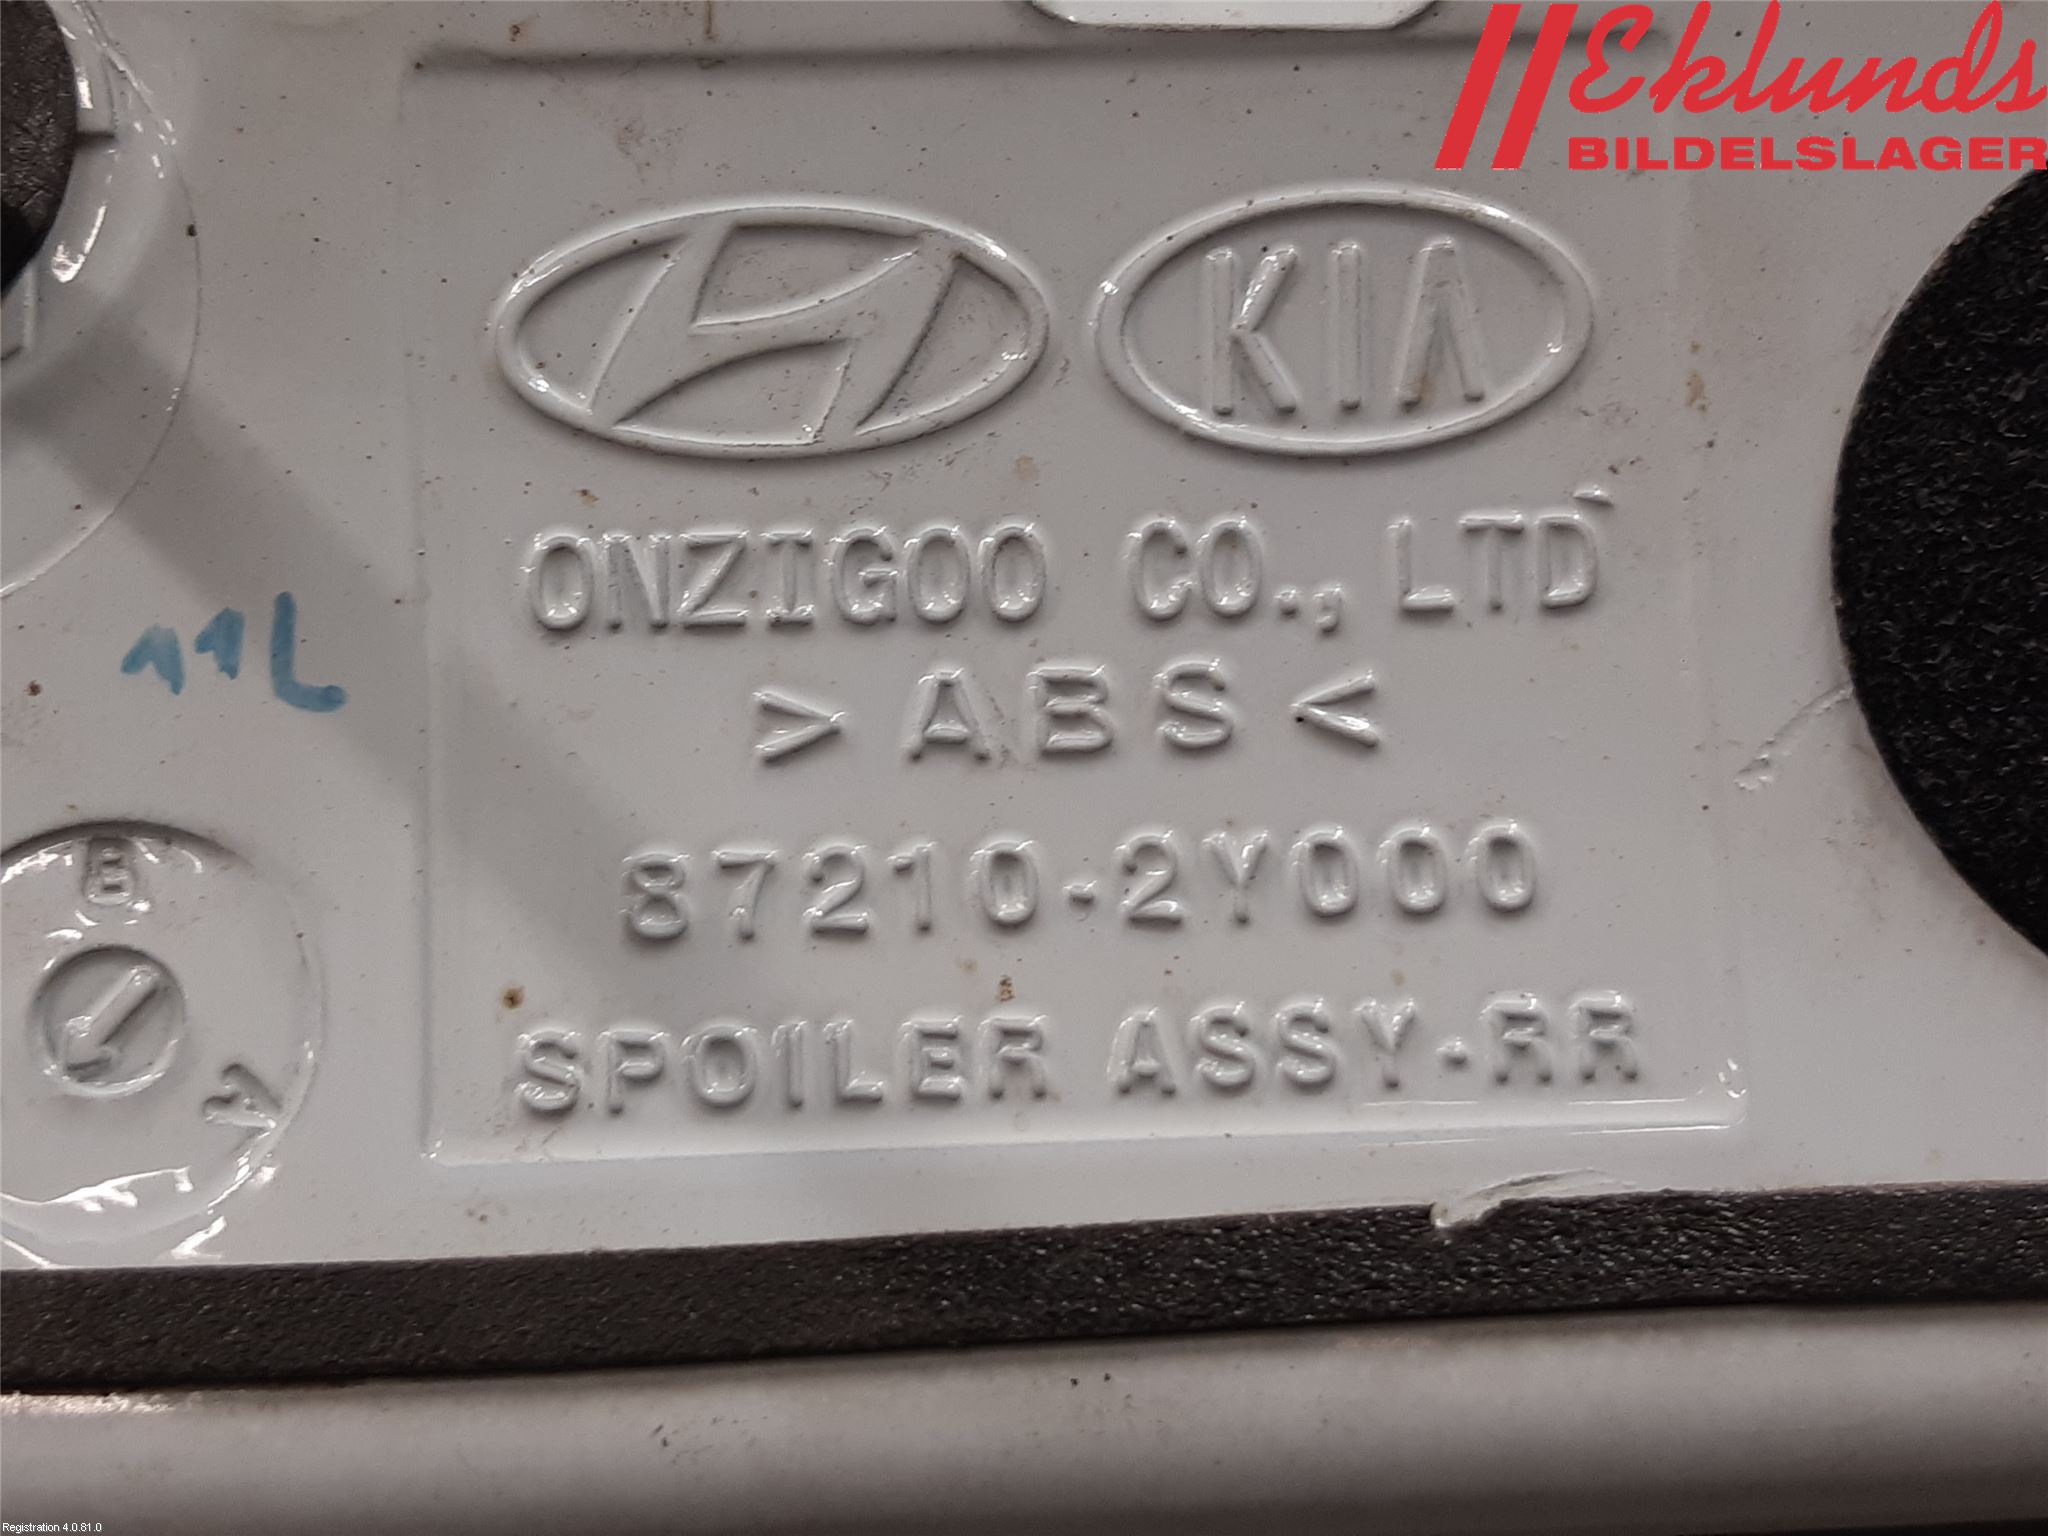 Eklunds
BILDELSLAGER
KIA
ONZIGOO CO., LTD
>ABS<
87210-2Y000
SPOILER ASSY-RR
11L
B
A
Registration 4.0.81.0